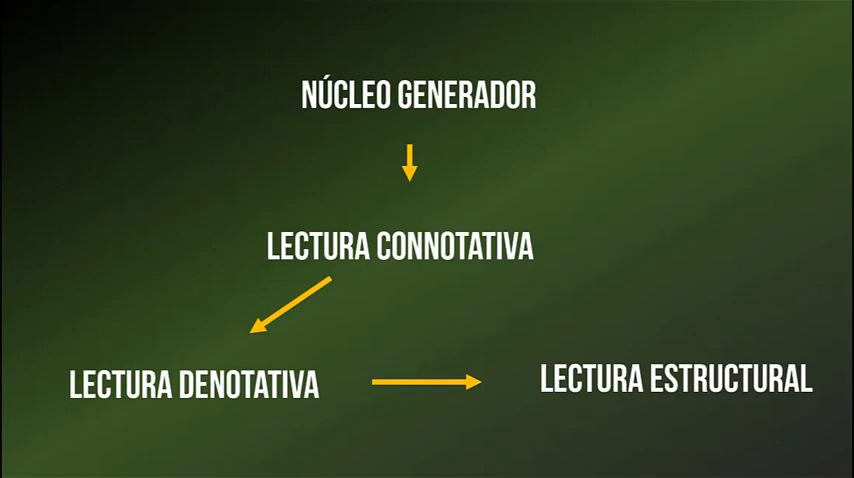 NÚCLEO GENERADOR
LECTURA CONNOTATIVA
LECTURA DENOTATIVA
LECTURA ESTRUCTURAL